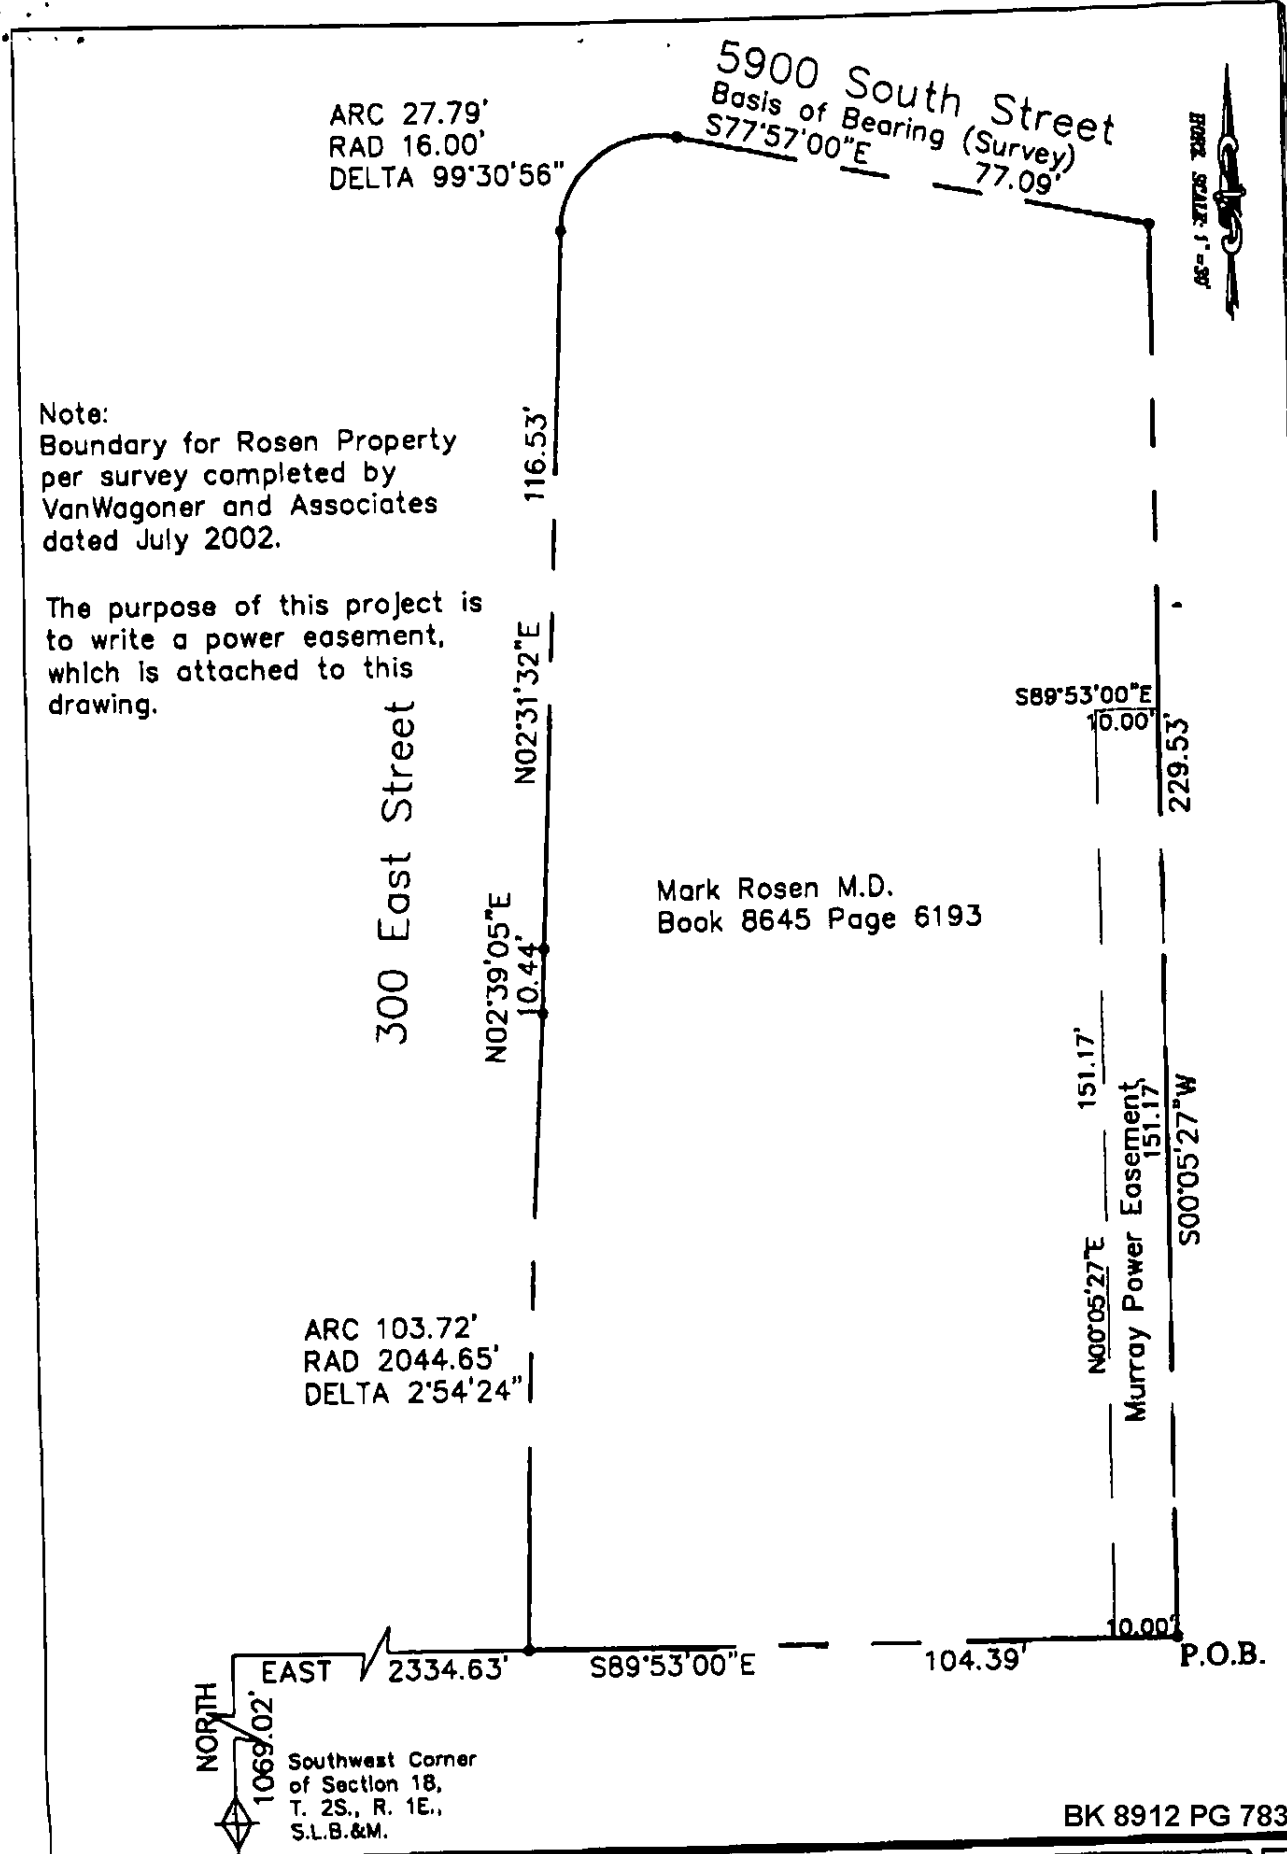 5900 South Street
Basis of Bearing (Survey)
S77°57'00"E
77.09'
ARC 27.79'
RAD 16.00'
DELTA 99°30'56"
HORZ. SCALE: 1"=30'
Note:
Boundary for Rosen Property
per survey completed by
VanWagoner and Associates
dated July 2002.
The purpose of this project is
to write a power easement,
which is attached to this
drawing.
116.53'
N02°31'32"E
300 East Street
N02°39'05"E
10.44'
S89°53'00"E
10.00'
229.53'
Mark Rosen M.D.
Book 8645 Page 6193
151.17'
N00°05'27"E
Murray Power Easement
151.17'
S00°05'27"W
ARC 103.72'
RAD 2044.65'
DELTA 2°54'24"
10.00'
P.O.B.
EAST
2334.63'
S89°53'00"E
104.39'
NORTH
1069.02'
Southwest Corner
of Section 18,
T. 2S., R. 1E.,
S.L.B.&M.
BK 8912 PG 783